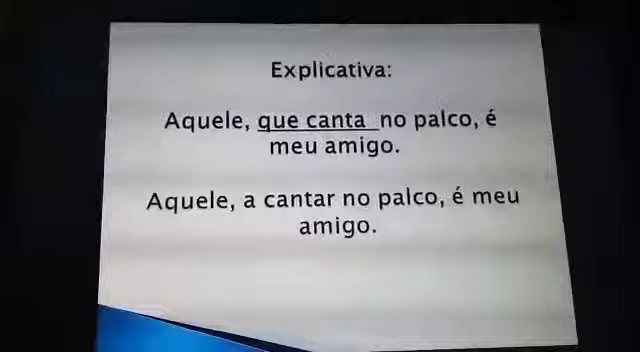 Explicativa:
Aquele, que canta no palco, é
meu amigo.
Aquele, a cantar no palco, é meu
amigo.